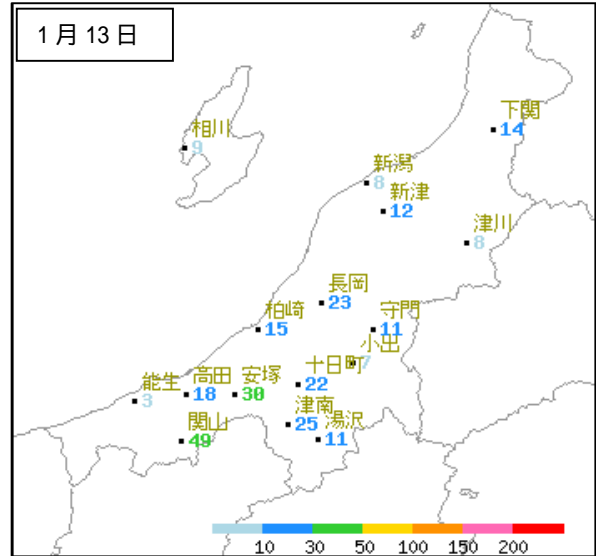 1月13日
下関
14
相川
9
新潟
8
新津
12
津川
8
長岡
23
柏崎
15
守門
11
小出
7
十日町
22
能生
3
高田
18
安塚
30
津南
25
湯沢
11
関山
49
10 30 50 100 150 200